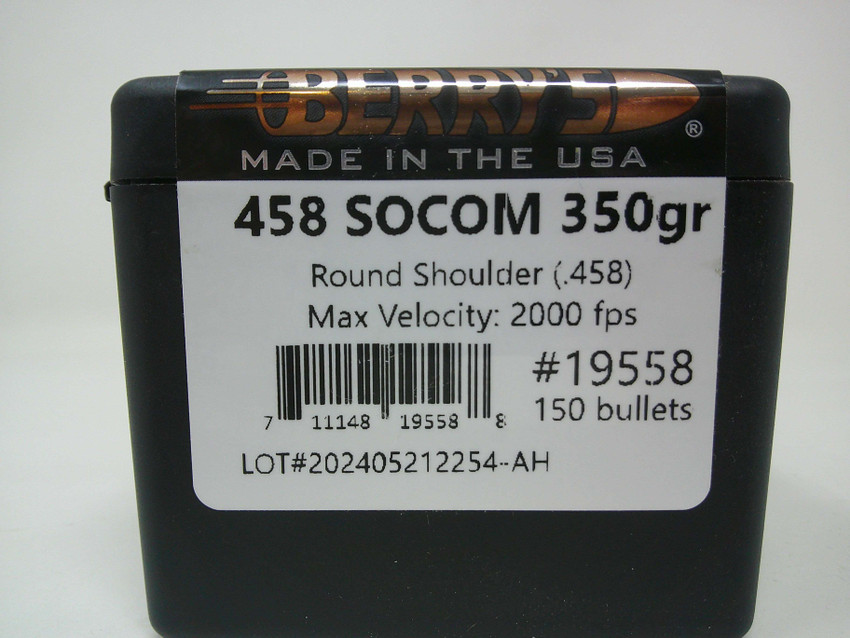 BERRY'S
®
MADE IN THE USA
458 SOCOM 350gr
Round Shoulder (.458)
Max Velocity: 2000 fps
#19558
150 bullets
7 11148 19558 8
LOT#202405212254-AH